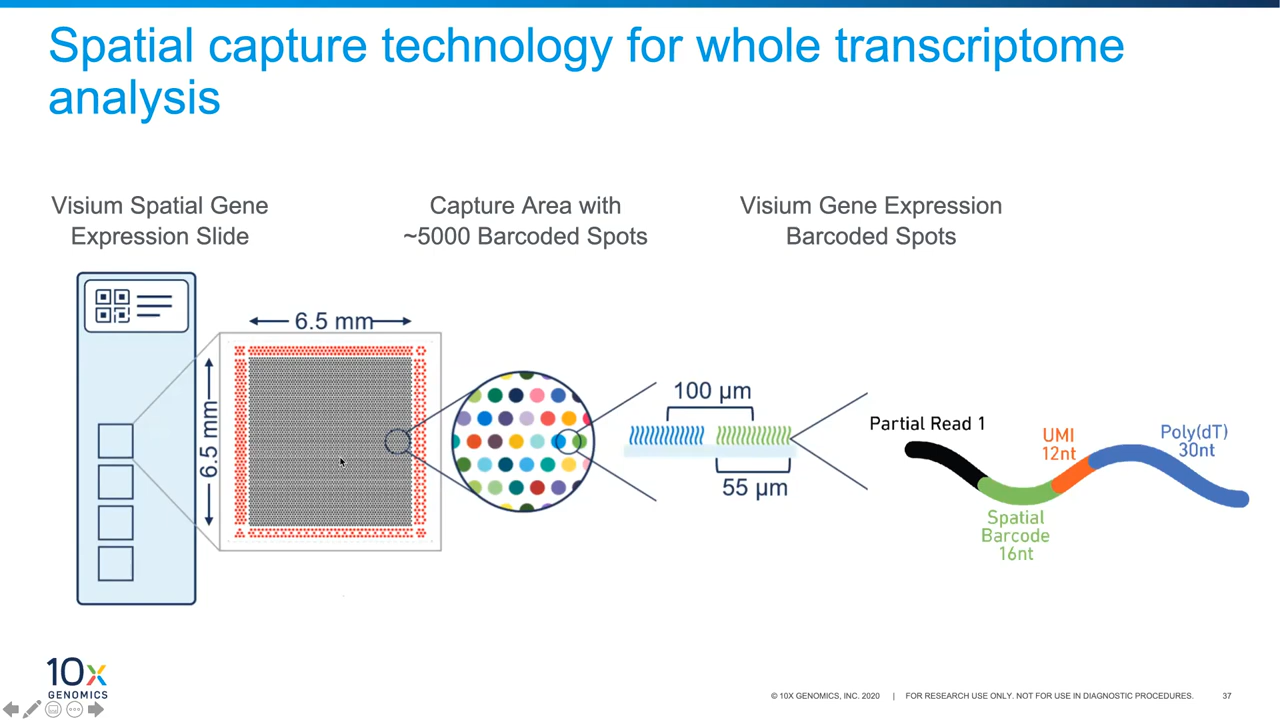 Spatial capture technology for whole transcriptome
analysis
Visium Spatial Gene
Expression Slide
Capture Area with
~5000 Barcoded Spots
Visium Gene Expression
Barcoded Spots
6.5 mm
6.5 mm
100 µm
55 µm
Partial Read 1
Spatial
Barcode
16nt
UMI
12nt
Poly(dT)
30nt
10x
GENOMICS
© 10X GENOMICS, INC. 2020 | FOR RESEARCH USE ONLY. NOT FOR USE IN DIAGNOSTIC PROCEDURES. 37